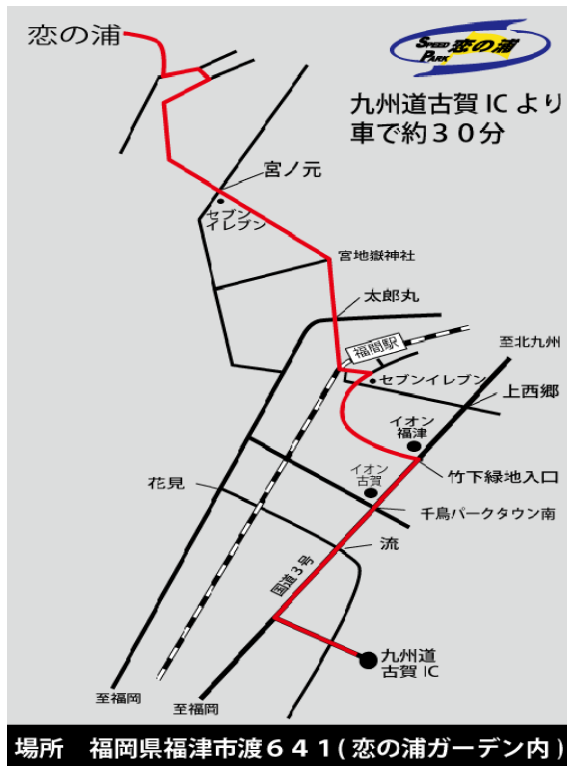 恋の浦
SPEED PARK 恋の浦
九州道古賀ICより
車で約３０分
宮ノ元
セブン
イレブン
宮地嶽神社
太郎丸
福間駅
至北九州
セブンイレブン
上西郷
イオン
福津
竹下緑地入口
イオン
古賀
花見
千鳥パークタウン南
流
国道３号
九州道
古賀IC
至福岡
至福岡
場所　福岡県福津市渡６４１(恋の浦ガーデン内)